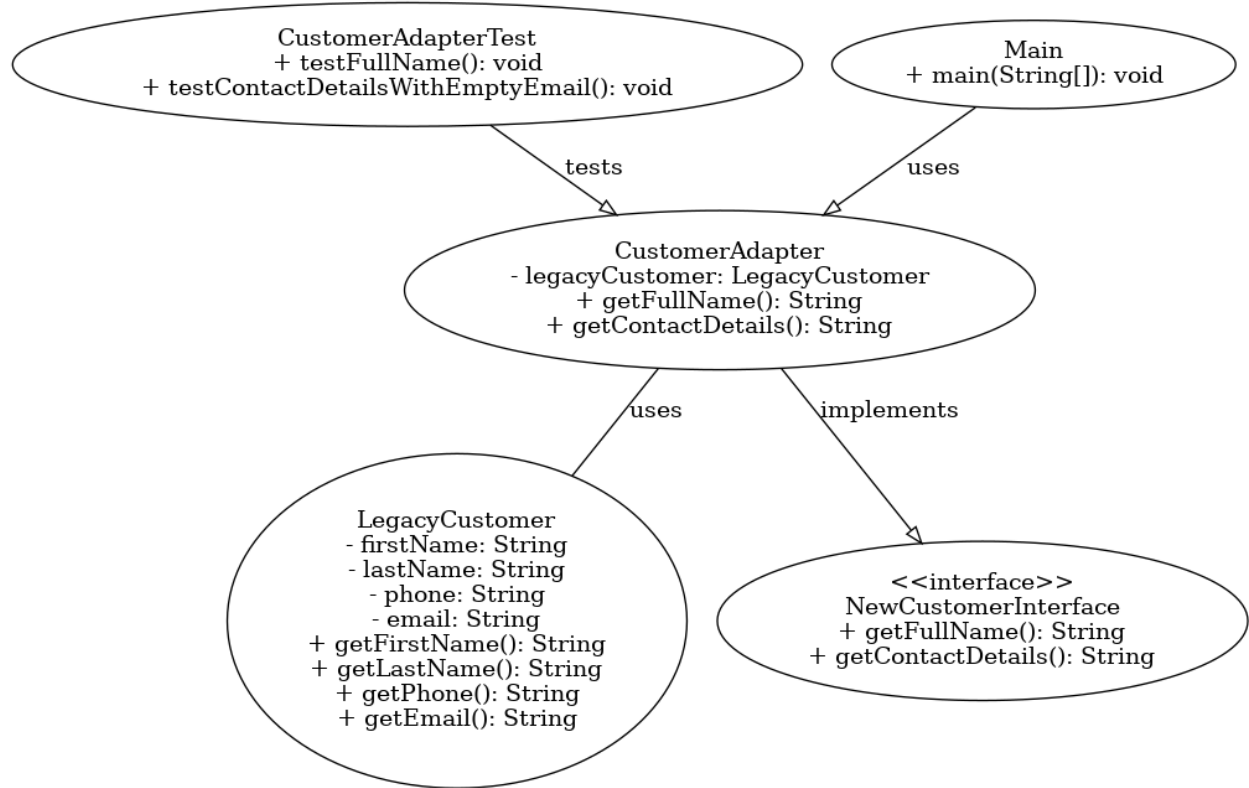 CustomerAdapterTest
+ testFullName(): void
+ testContactDetailsWithEmptyEmail(): void
Main
+ main(String[]): void
tests
uses
CustomerAdapter
- legacyCustomer: LegacyCustomer
+ getFullName(): String
+ getContactDetails(): String
uses
implements
LegacyCustomer
- firstName: String
- lastName: String
- phone: String
- email: String
+ getFirstName(): String
+ getLastName(): String
+ getPhone(): String
+ getEmail(): String
<<interface>>
NewCustomerInterface
+ getFullName(): String
+ getContactDetails(): String